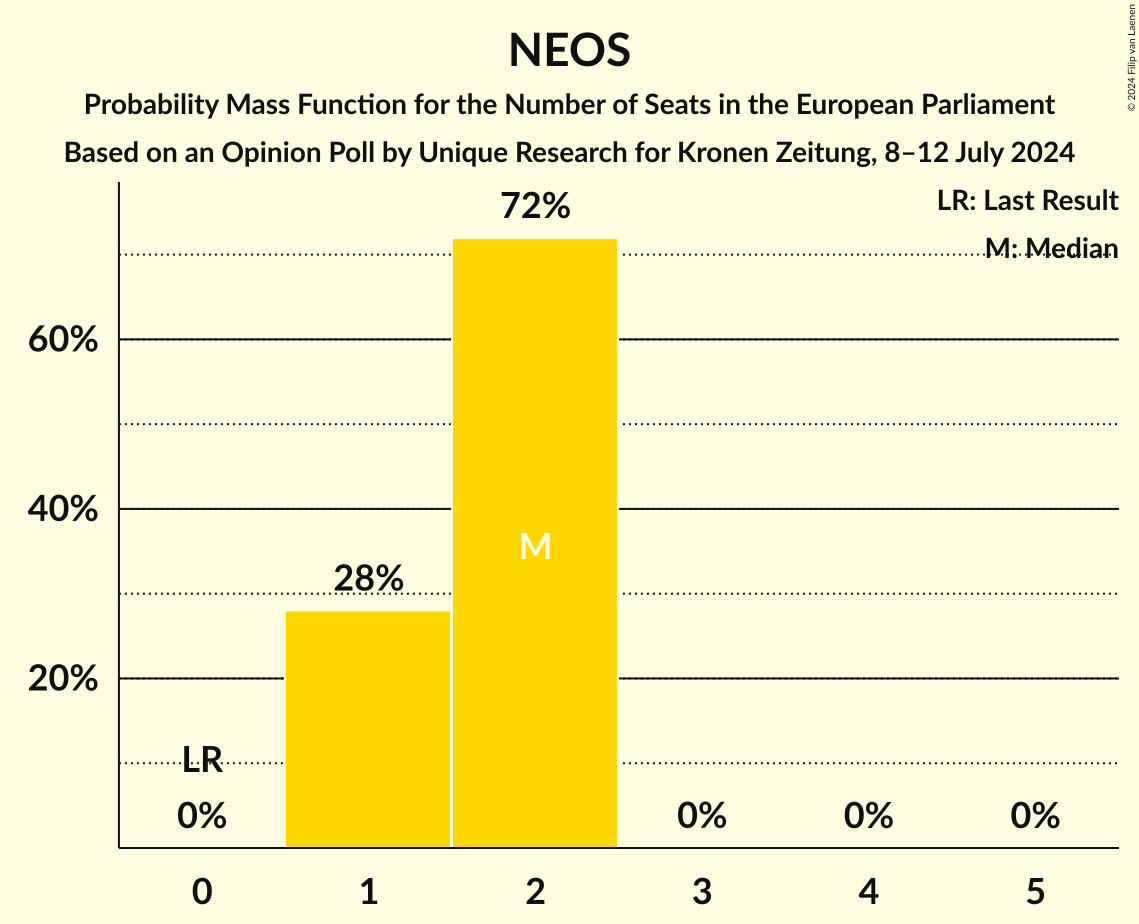 NEOS
Probability Mass Function for the Number of Seats in the European Parliament
Based on an Opinion Poll by Unique Research for Kronen Zeitung, 8–12 July 2024
© 2024 Filip van Laenen
LR: Last Result
M: Median
72%
60%
40%
M
28%
20%
LR
0%
0%
0%
0%
0
1
2
3
4
5